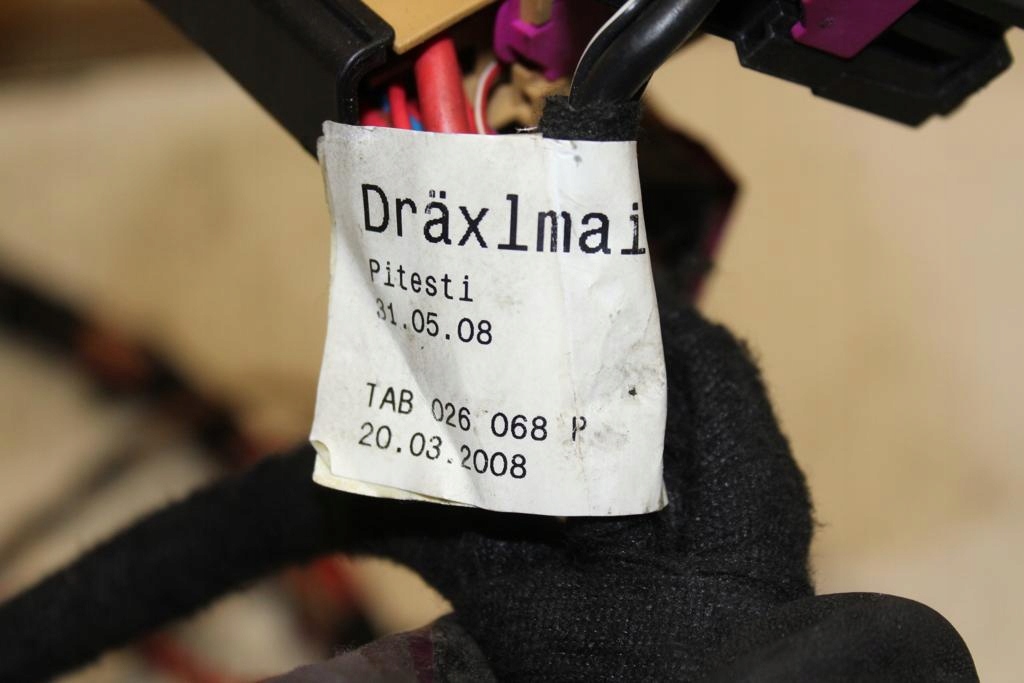 Dräxlmai
Pitesti
31.05.08
TAB 026 068 P
20.03.2008